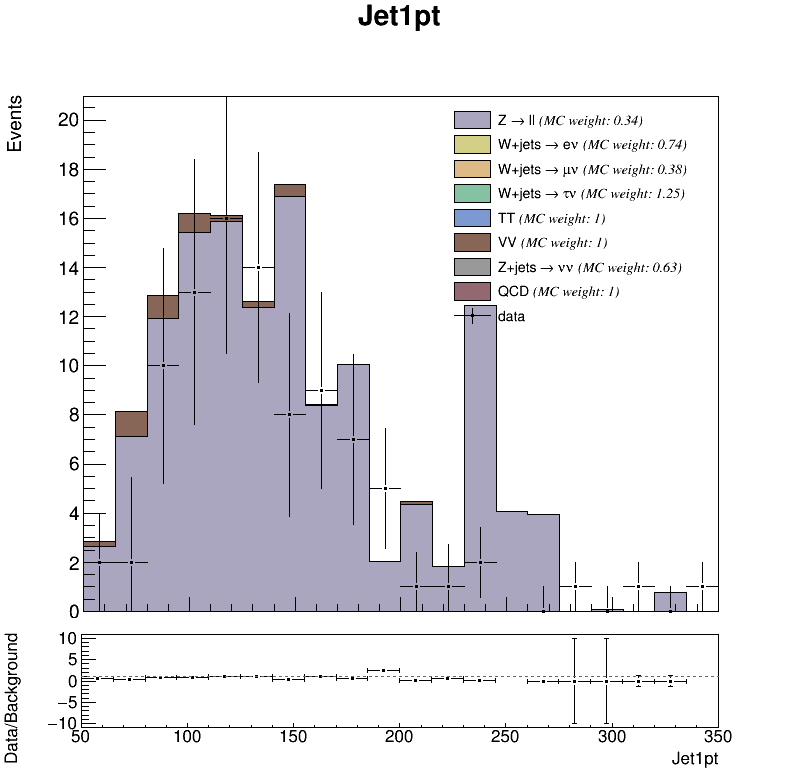 Jet1pt
Events
20
18
16
14
12
10
8
6
4
2
0
Z → ll (MC weight: 0.34)
W+jets → eν (MC weight: 0.74)
W+jets → μν (MC weight: 0.38)
W+jets → τν (MC weight: 1.25)
TT (MC weight: 1)
VV (MC weight: 1)
Z+jets → νν (MC weight: 0.63)
QCD (MC weight: 1)
data
Data/Background
10
5
0
−5
−10
50 100 150 200 250 300 350
Jet1pt